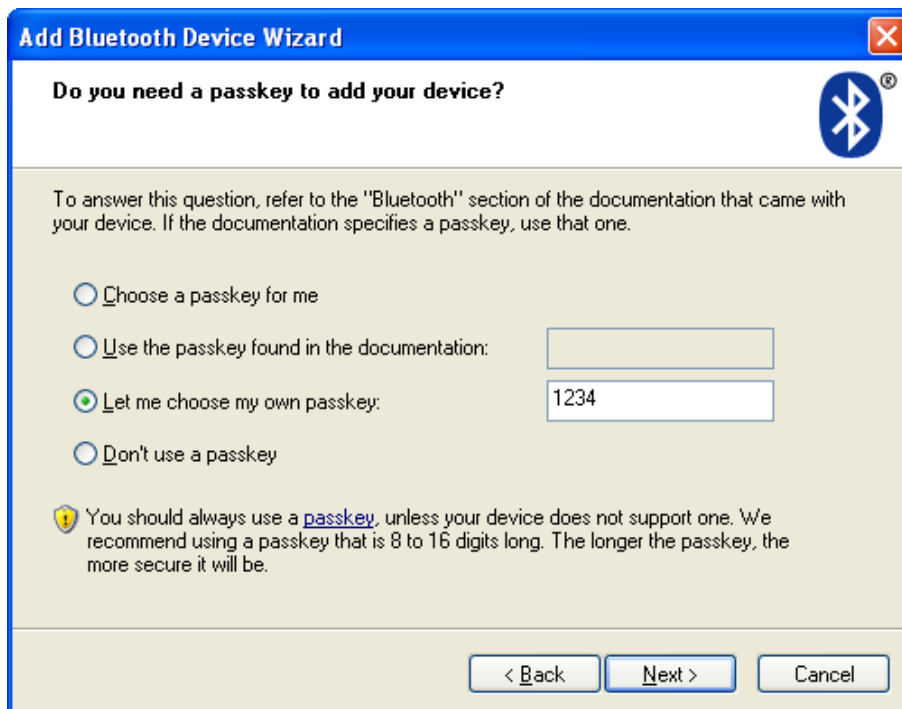 Add Bluetooth Device Wizard
Do you need a passkey to add your device?
®
To answer this question, refer to the "Bluetooth" section of the documentation that came with
your device. If the documentation specifies a passkey, use that one.
Choose a passkey for me
Use the passkey found in the documentation:
Let me choose my own passkey:
1234
Don't use a passkey
You should always use a passkey, unless your device does not support one. We
recommend using a passkey that is 8 to 16 digits long. The longer the passkey, the
more secure it will be.
< Back
Next >
Cancel